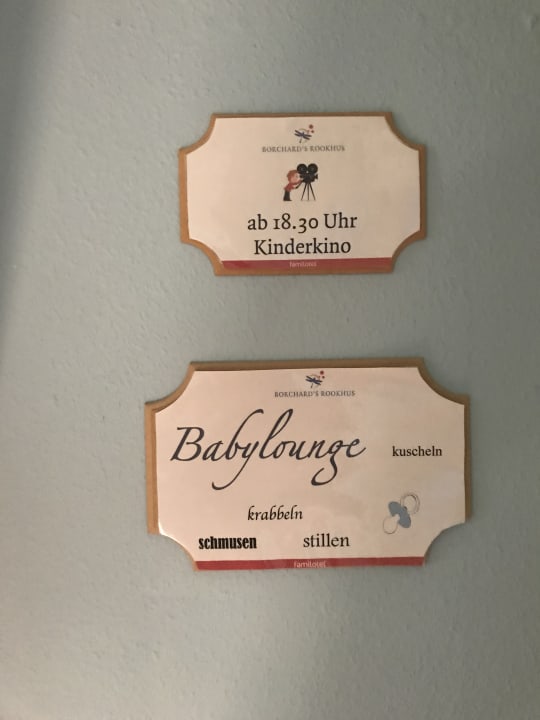 BORCHARD'S ROOKHUS
ab 18.30 Uhr
Kinderkino
familotel
BORCHARD'S ROOKHUS
Babylounge
kuscheln
krabbeln
schmusen stillen
familotel